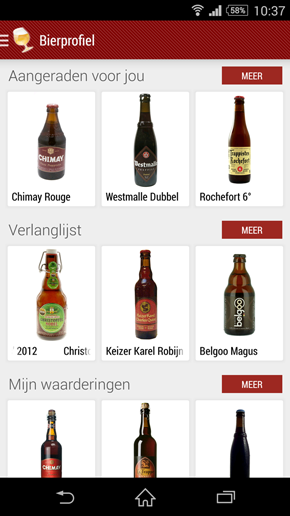 58% 10:37
Bierprofiel
Aangeraden voor jou MEER
CHIMAY
Westmalle
Trappistes
Rochefort
Chimay Rouge Westmalle Dubbel Rochefort 6°
Verlanglijst MEER
belgoo
' 2012 Christo Keizer Karel Robijn Belgoo Magus
Mijn waarderingen MEER
CHIMAY